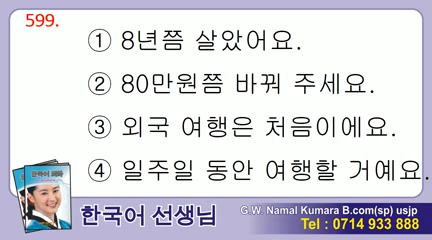 599.
① 8년쯤 살았어요.
② 80만원쯤 바꿔 주세요.
③ 외국 여행은 처음이에요.
④ 일주일 동안 여행할 거예요.
한국어 선생님
G.W. Namal Kumara B.com(sp) usjp
Tel : 0714 933 888